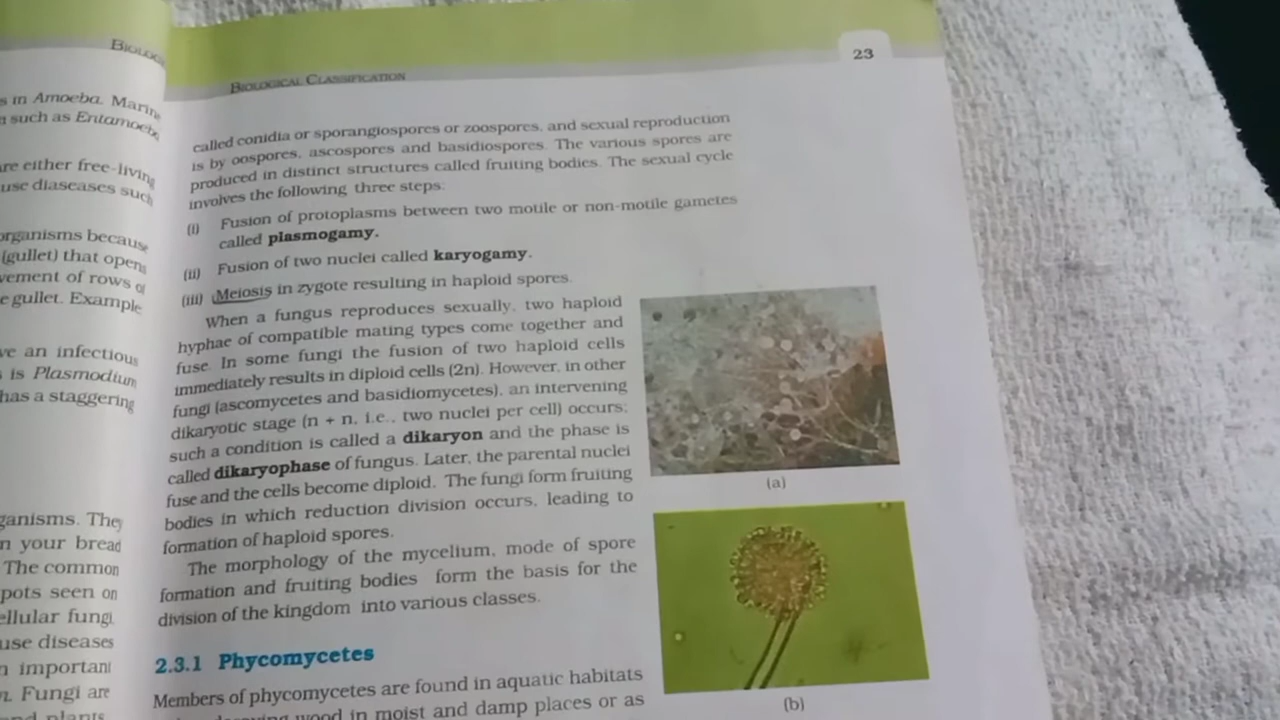 BIOLOG
s in Amoeba. Marine
such as Entamoeba
are either free-living
use diaseases such
organisms because
(gullet) that opens
vement of rows of
e gullet. Example
ve an infectious
is Plasmodium
has a staggering
ganisms. They
n your bread
The common
pots seen on
ellular fungi
use diseases
n important
Fungi are
nd plants
BIOLOGICAL CLASSIFICATION
23
called conidia or sporangiospores or zoospores, and sexual reproduction
is by oospores, ascospores and basidiospores. The various spores are
produced in distinct structures called fruiting bodies. The sexual cycle
involves the following three steps:
(i) Fusion of protoplasms between two motile or non-motile gametes
called plasmogamy.
(ii) Fusion of two nuclei called karyogamy.
(iii) Meiosis in zygote resulting in haploid spores.
When a fungus reproduces sexually, two haploid
hyphae of compatible mating types come together and
fuse. In some fungi the fusion of two haploid cells
immediately results in diploid cells (2n). However, in other
fungi (ascomycetes and basidiomycetes), an intervening
dikaryotic stage (n + n, i.e., two nuclei per cell) occurs;
such a condition is called a dikaryon and the phase is
called dikaryophase of fungus. Later, the parental nuclei
fuse and the cells become diploid. The fungi form fruiting
bodies in which reduction division occurs, leading to
formation of haploid spores.
The morphology of the mycelium, mode of spore
formation and fruiting bodies form the basis for the
division of the kingdom into various classes.
2.3.1 Phycomycetes
Members of phycomycetes are found in aquatic habitats
wood in moist and damp places or as
(a)
(b)